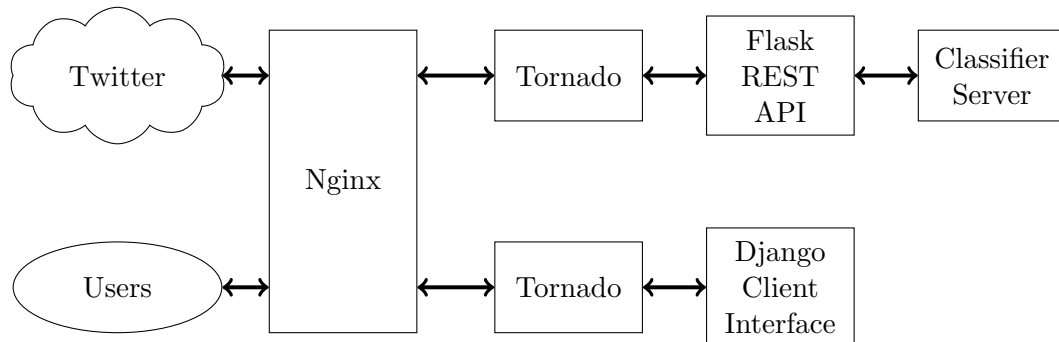 Twitter
Nginx
Tornado
Flask
REST
API
Classifier
Server
Users
Tornado
Django
Client
Interface